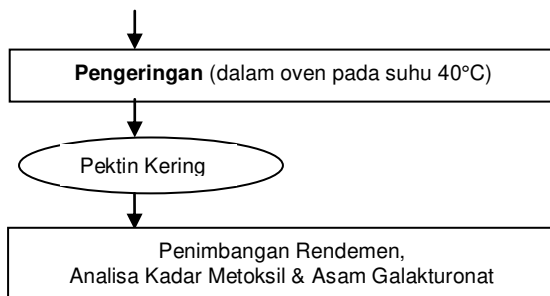 Pengeringan (dalam oven pada suhu 40°C)
Pektin Kering
Penimbangan Rendemen,
Analisa Kadar Metoksil & Asam Galakturonat